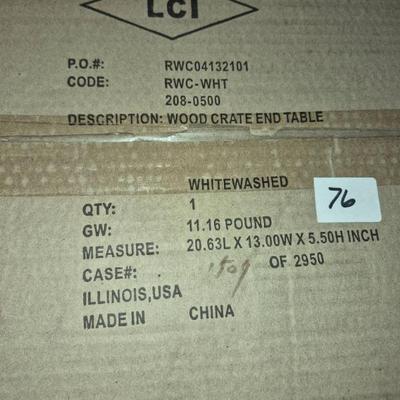 LCI
P.O.#: RWC04132101
CODE: RWC-WHT
208-0500
DESCRIPTION: WOOD CRATE END TABLE
WHITEWASHED
76
QTY: 1
GW: 11.16 POUND
MEASURE: 20.63L X 13.00W X 5.50H INCH
CASE#: OF 2950
ILLINOIS,USA
MADE IN CHINA